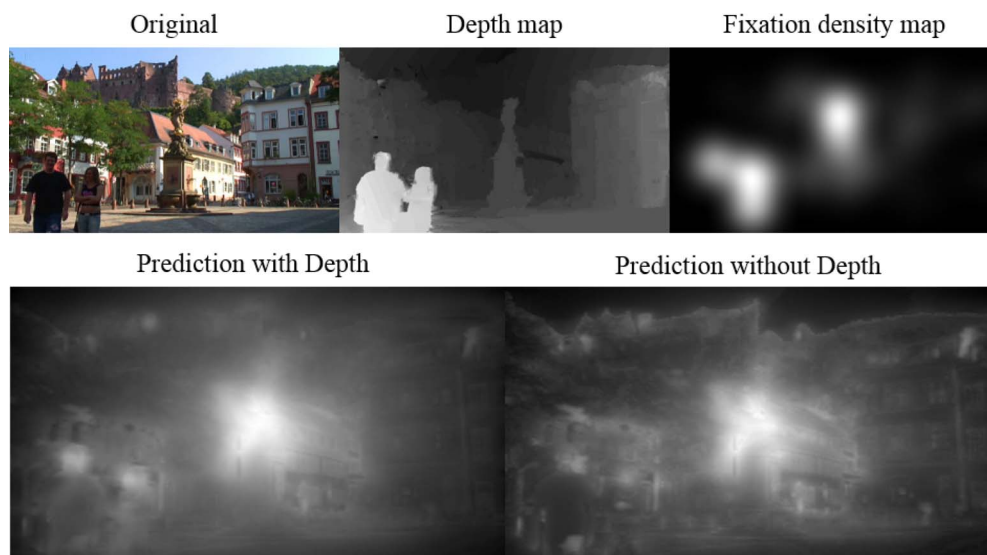 Original
Depth map
Fixation density map
Prediction with Depth
Prediction without Depth